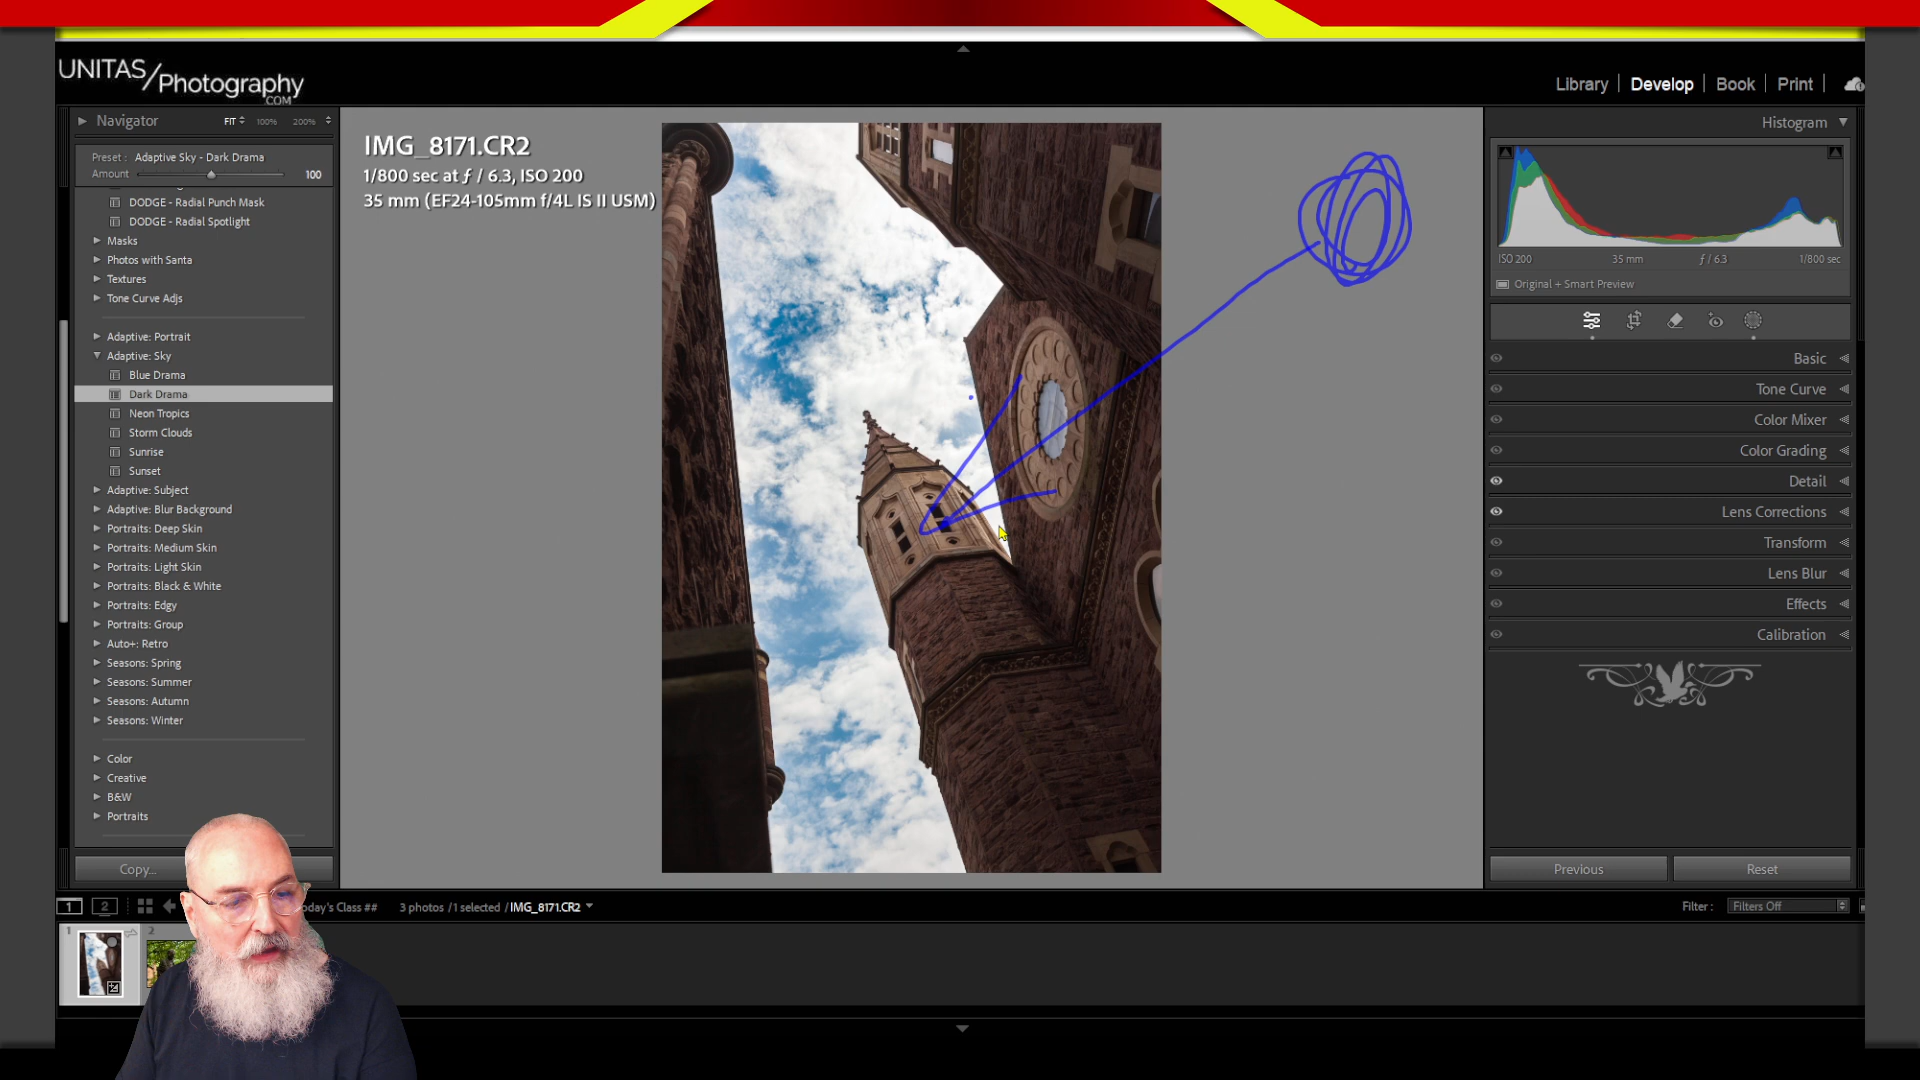 UNITAS/Photography
.COM
Library | Develop | Book | Print |
Navigator FIT 100% 200%
Preset : Adaptive Sky - Dark Drama
Amount 100
DODGE - Radial Punch Mask
DODGE - Radial Spotlight
Masks
Photos with Santa
Textures
Tone Curve Adjs
Adaptive: Portrait
Adaptive: Sky
Blue Drama
Dark Drama
Neon Tropics
Storm Clouds
Sunrise
Sunset
Adaptive: Subject
Adaptive: Blur Background
Portraits: Deep Skin
Portraits: Medium Skin
Portraits: Light Skin
Portraits: Black & White
Portraits: Edgy
Portraits: Group
Auto+: Retro
Seasons: Spring
Seasons: Summer
Seasons: Autumn
Seasons: Winter
Color
Creative
B&W
Portraits
Copy...
IMG_8171.CR2
1/800 sec at ƒ / 6.3, ISO 200
35 mm (EF24-105mm f/4L IS II USM)
Histogram
ISO 200 35 mm ƒ / 6.3 1/800 sec
Original + Smart Preview
Basic
Tone Curve
Color Mixer
Color Grading
Detail
Lens Corrections
Transform
Lens Blur
Effects
Calibration
Previous Reset
1 2 Class ## 3 photos / 1 selected / IMG_8171.CR2 Filter : Filters Off
1 2